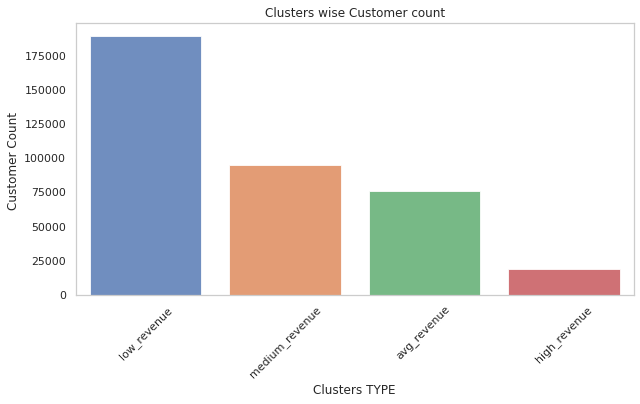 Clusters wise Customer count
Customer Count
175000
150000
125000
100000
75000
50000
25000
0
low_revenue
medium_revenue
avg_revenue
high_revenue
Clusters TYPE